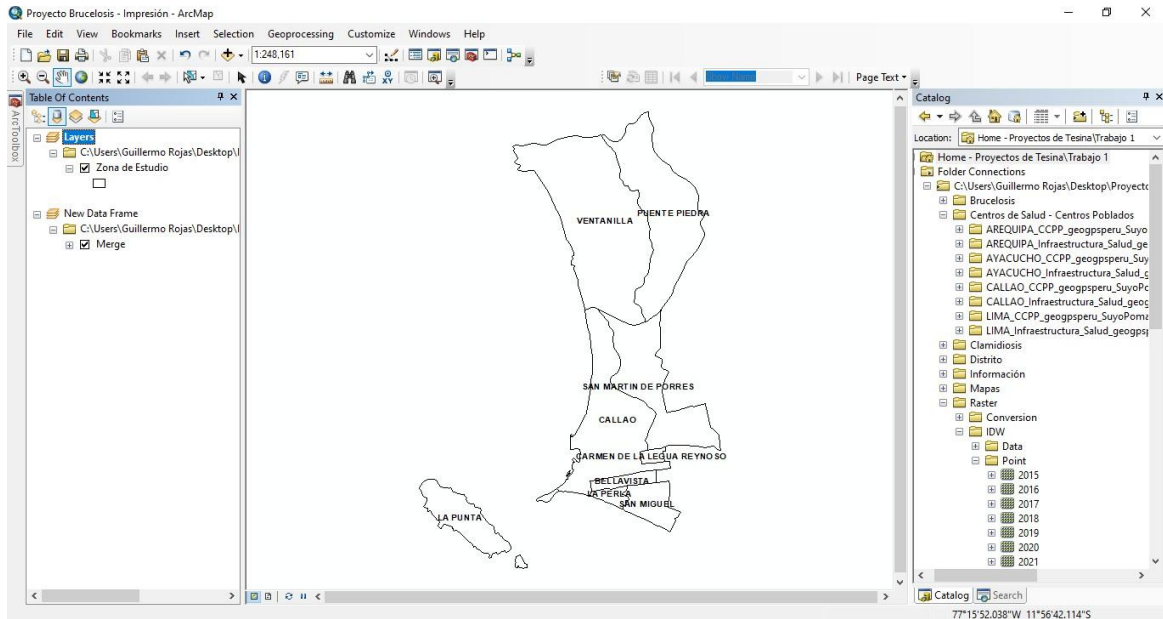 Proyecto Brucelosis - Impresión - ArcMap
File Edit View Bookmarks Insert Selection Geoprocessing Customize Windows Help
1:248,161
Page Text
ArcToolbox
Table Of Contents
Layers
C:\Users\Guillermo Rojas\Desktop\
Zona de Estudio
New Data Frame
C:\Users\Guillermo Rojas\Desktop\
Merge
VENTANILLA
PUENTE PIEDRA
SAN MARTIN DE PORRES
CALLAO
CARMEN DE LA LEGUA REYNOSO
BELLAVISTA
LA PERLA
SAN MIGUEL
LA PUNTA
Catalog
Location: Home - Proyectos de Tesina\Trabajo 1
Home - Proyectos de Tesina\Trabajo 1
Folder Connections
C:\Users\Guillermo Rojas\Desktop\Proyecto
Brucelosis
Centros de Salud - Centros Poblados
AREQUIPA_CCPP_geogpsperu_Suyo
AREQUIPA_Infraestructura_Salud_ge
AYACUCHO_CCPP_geogpsperu_Suy
AYACUCHO_Infraestructura_Salud_g
CALLAO_CCPP_geogpsperu_SuyoPo
CALLAO_Infraestructura_Salud_geog
LIMA_CCPP_geogpsperu_SuyoPoma
LIMA_Infraestructura_Salud_geogps
Clamidiosis
Distrito
Información
Mapas
Raster
Conversion
IDW
Data
Point
2015
2016
2017
2018
2019
2020
2021
Catalog Search
77°15'52.038"W 11°56'42.114"S